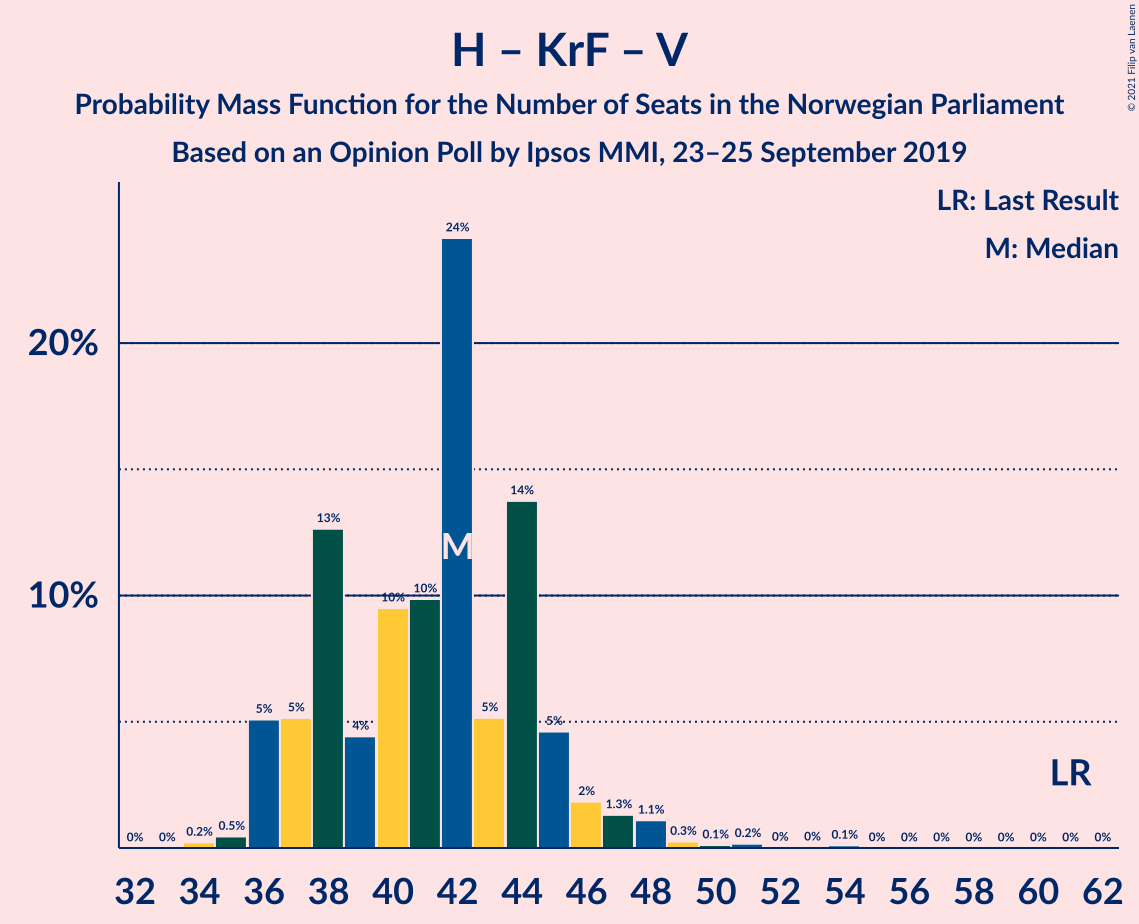 H – KrF – V
Probability Mass Function for the Number of Seats in the Norwegian Parliament
Based on an Opinion Poll by Ipsos MMI, 23–25 September 2019
© 2021 Filip van Laenen
LR: Last Result
M: Median
20%
10%
0% 0% 0.2% 0.5% 5% 5% 13% 4% 10% 10% 24% 5% 14% 5% 2% 1.3% 1.1% 0.3% 0.1% 0.2% 0% 0% 0.1% 0% 0% 0% 0% 0% 0% 0% 0%
M
LR
32 34 36 38 40 42 44 46 48 50 52 54 56 58 60 62